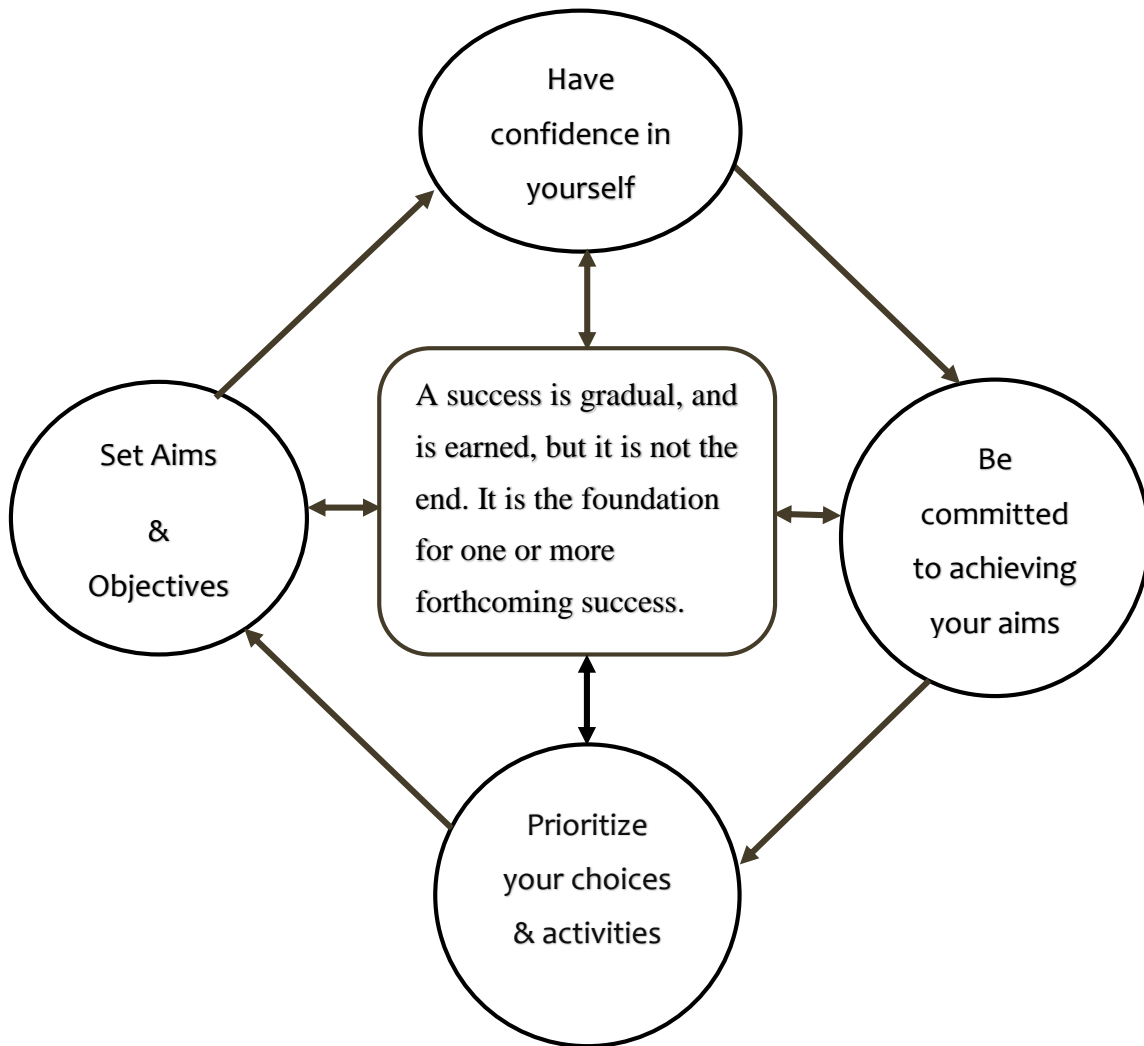 Have
confidence in
yourself
A success is gradual, and
is earned, but it is not the
end. It is the foundation
for one or more
forthcoming success.
Set Aims
&
Objectives
Be
committed
to achieving
your aims
Prioritize
your choices
& activities